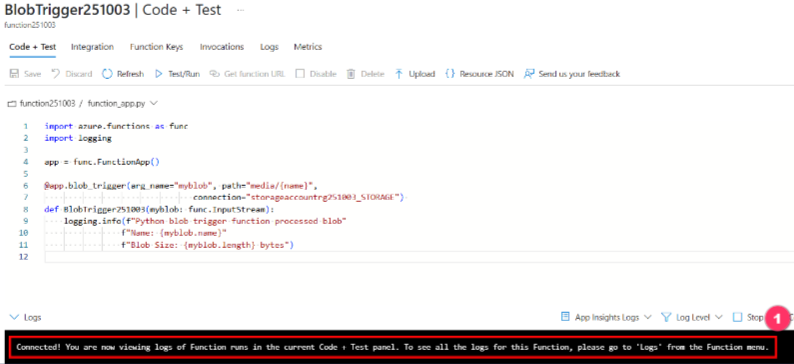 BlobTrigger251003 | Code + Test ...
function251003
Code + Test Integration Function Keys Invocations Logs Metrics
Save Discard Refresh Test/Run Get function URL Disable Delete Upload Resource JSON Send us your feedback
function251003 / function_app.py
1 import azure.functions as func
2 import logging
3
4 app = func.FunctionApp()
5
6 @app.blob_trigger(arg_name="myblob", path="media/{name}",
7 connection="storageaccountrg251003_STORAGE")
8 def BlobTrigger251003(myblob: func.InputStream):
9 logging.info(f"Python blob trigger function processed blob"
10 f"Name: {myblob.name}"
11 f"Blob Size: {myblob.length} bytes")
12
Logs App Insights Logs Log Level Stop 1
Connected! You are now viewing logs of Function runs in the current Code + Test panel. To see all the logs for this Function, please go to 'Logs' from the Function menu.